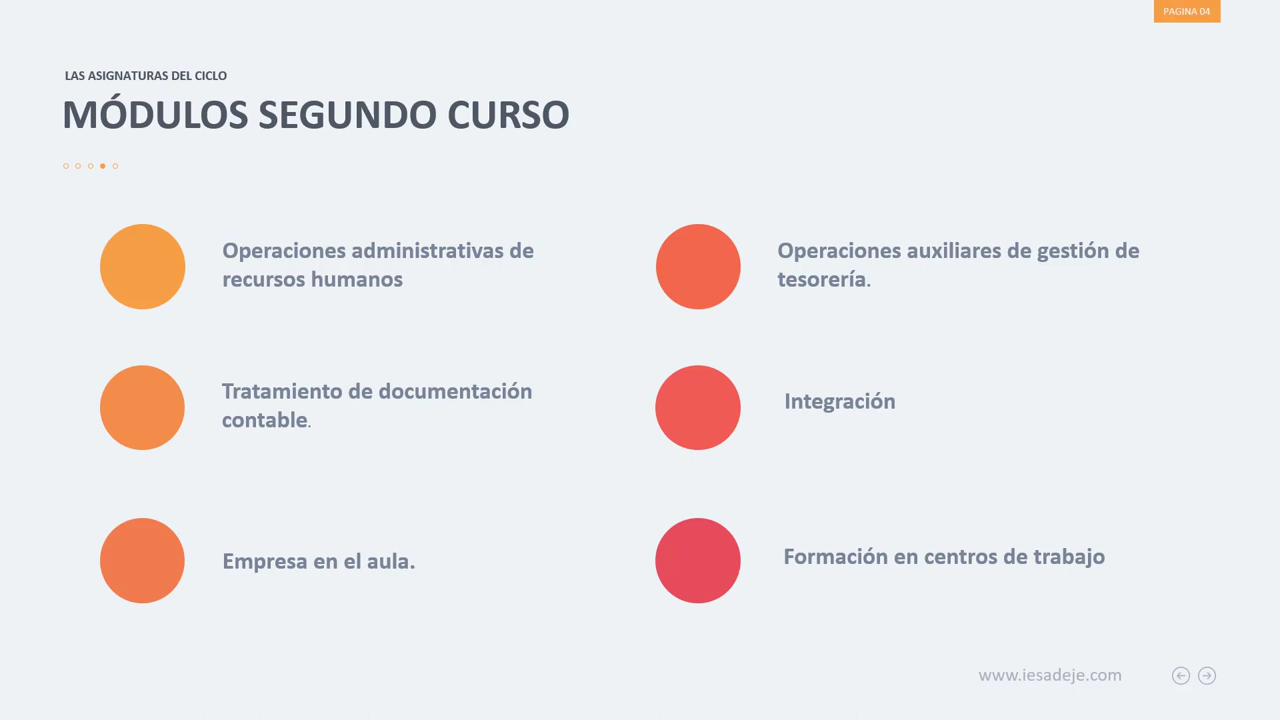 PAGINA 04
LAS ASIGNATURAS DEL CICLO
MÓDULOS SEGUNDO CURSO
Operaciones administrativas de
recursos humanos
Operaciones auxiliares de gestión de
tesorería.
Tratamiento de documentación
contable.
Integración
Empresa en el aula.
Formación en centros de trabajo
www.iesadeje.com